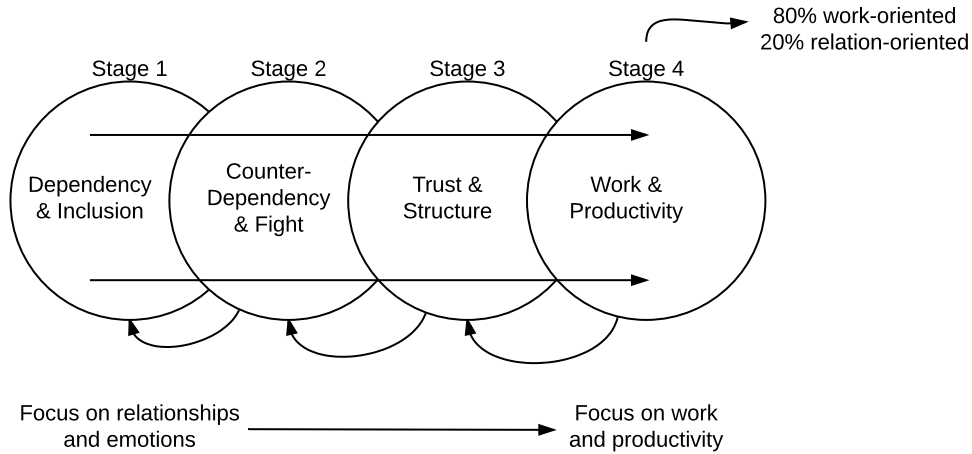 80% work-oriented
20% relation-oriented
Stage 1
Stage 2
Stage 3
Stage 4
Dependency
& Inclusion
Counter-
Dependency
& Fight
Trust &
Structure
Work &
Productivity
Focus on relationships
and emotions
Focus on work
and productivity